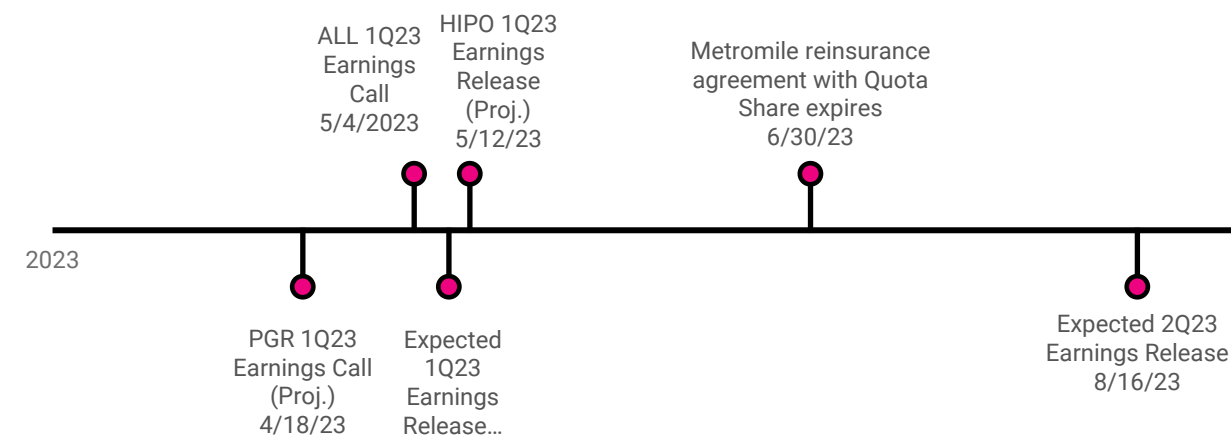 ALL 1Q23
Earnings
Call
5/4/2023
HIPO 1Q23
Earnings
Release
(Proj.)
5/12/23
Metromile reinsurance
agreement with Quota
Share expires
6/30/23
2023
PGR 1Q23
Earnings Call
(Proj.)
4/18/23
Expected
1Q23
Earnings
Release…
Expected 2Q23
Earnings Release
8/16/23